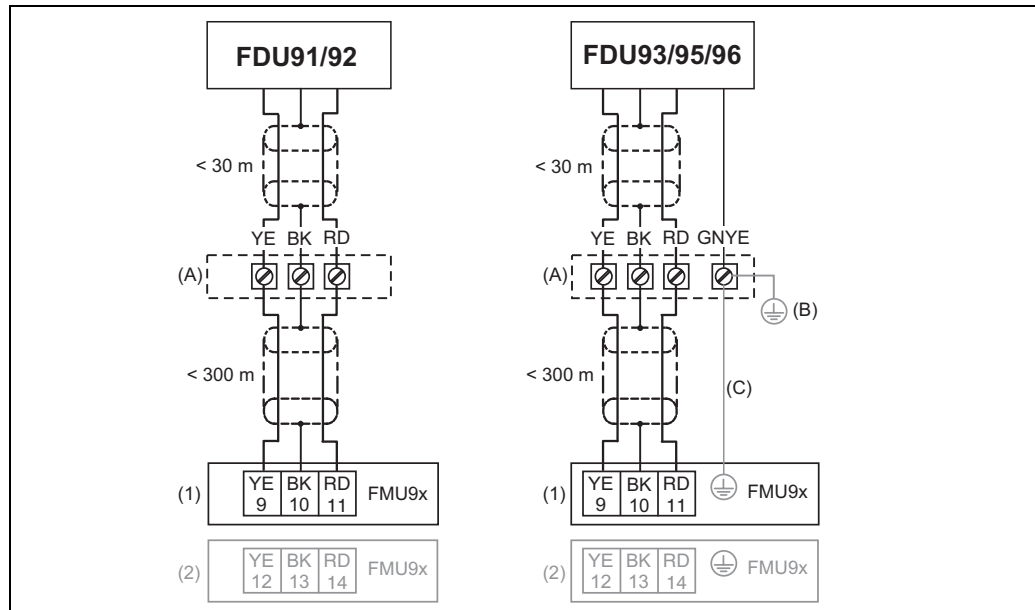 FDU91/92
< 30 m
YE BK RD
(A)
< 300 m
(1)
YE BK RD
9 10 11
FMU9x
(2)
YE BK RD
12 13 14
FMU9x
FDU93/95/96
< 30 m
YE BK RD GNYE
(A)
(B)
< 300 m
(C)
(1)
YE BK RD
9 10 11
FMU9x
(2)
YE BK RD
12 13 14
FMU9x